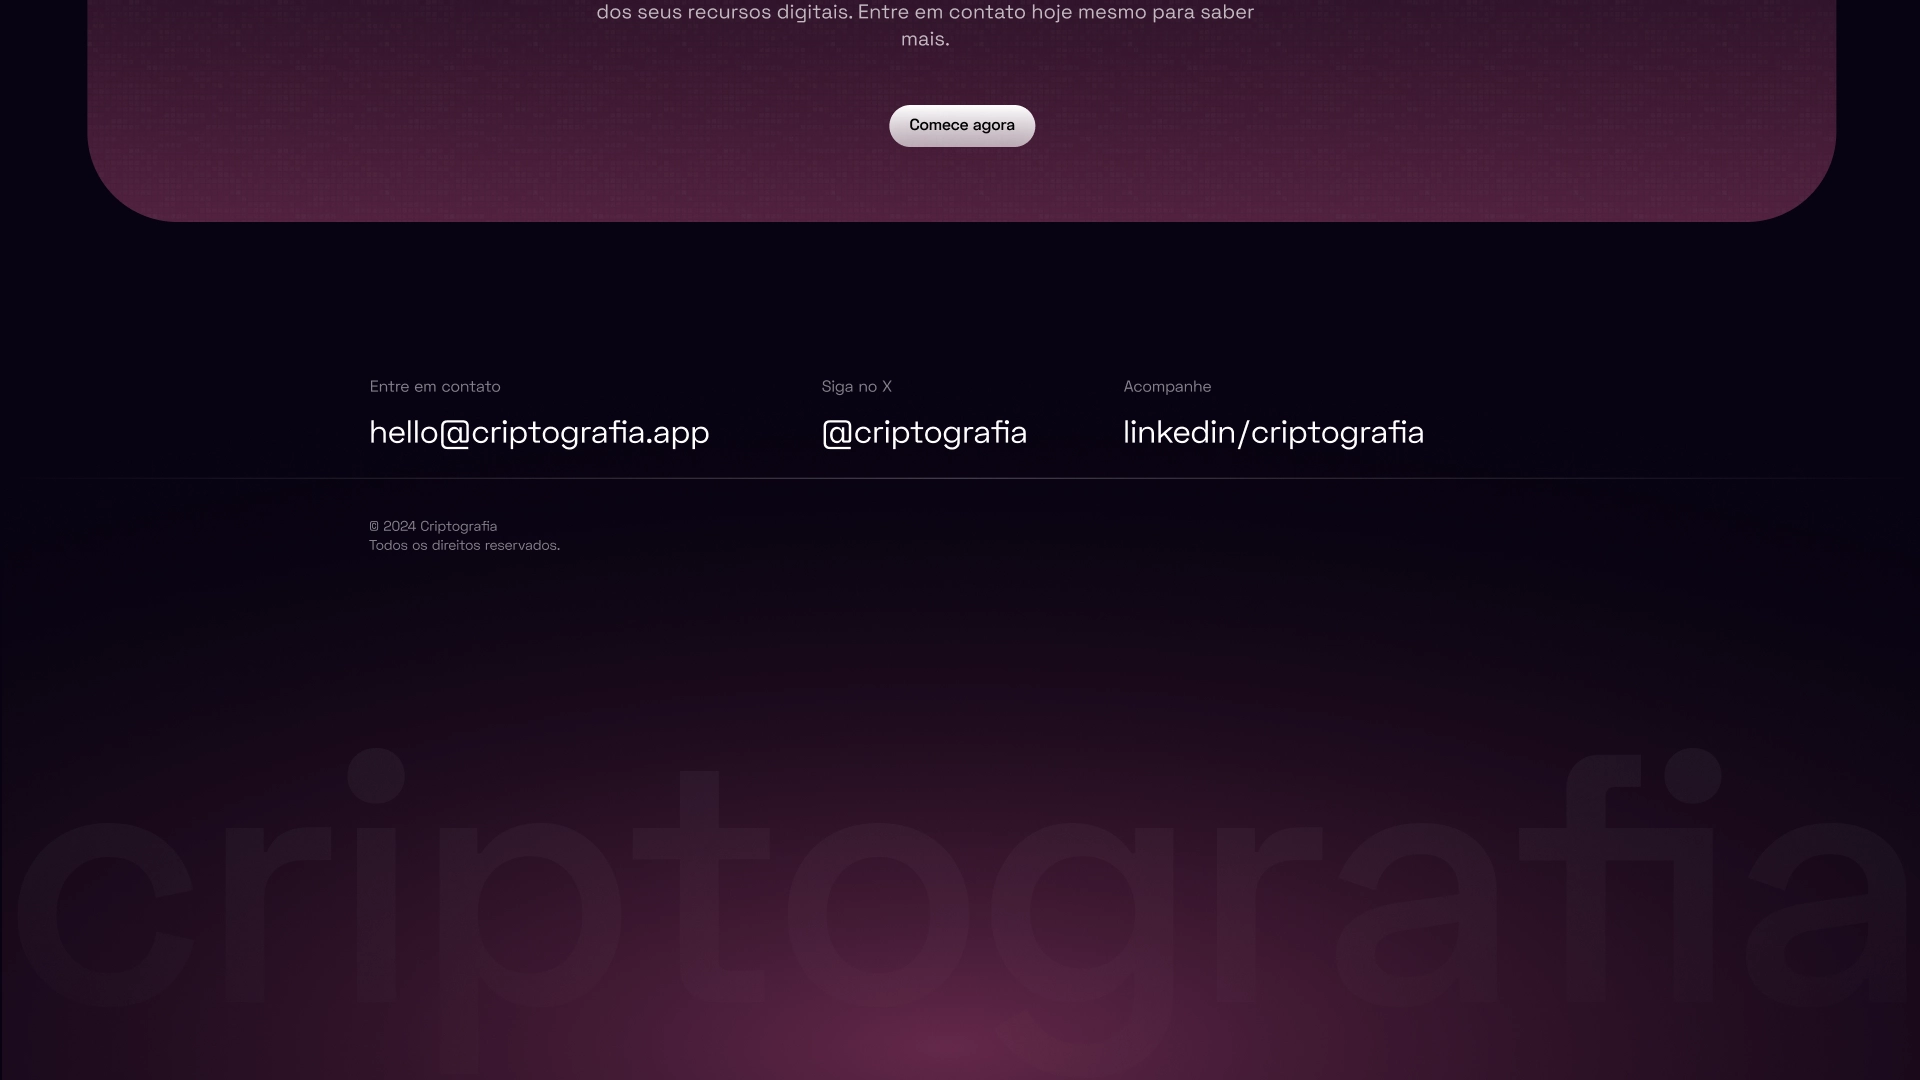 dos seus recursos digitais. Entre em contato hoje mesmo para saber
mais.
Comece agora
Entre em contato
hello@criptografia.app
Siga no X
@criptografia
Acompanhe
linkedin/criptografia
© 2024 Criptografia
Todos os direitos reservados.
criptografia